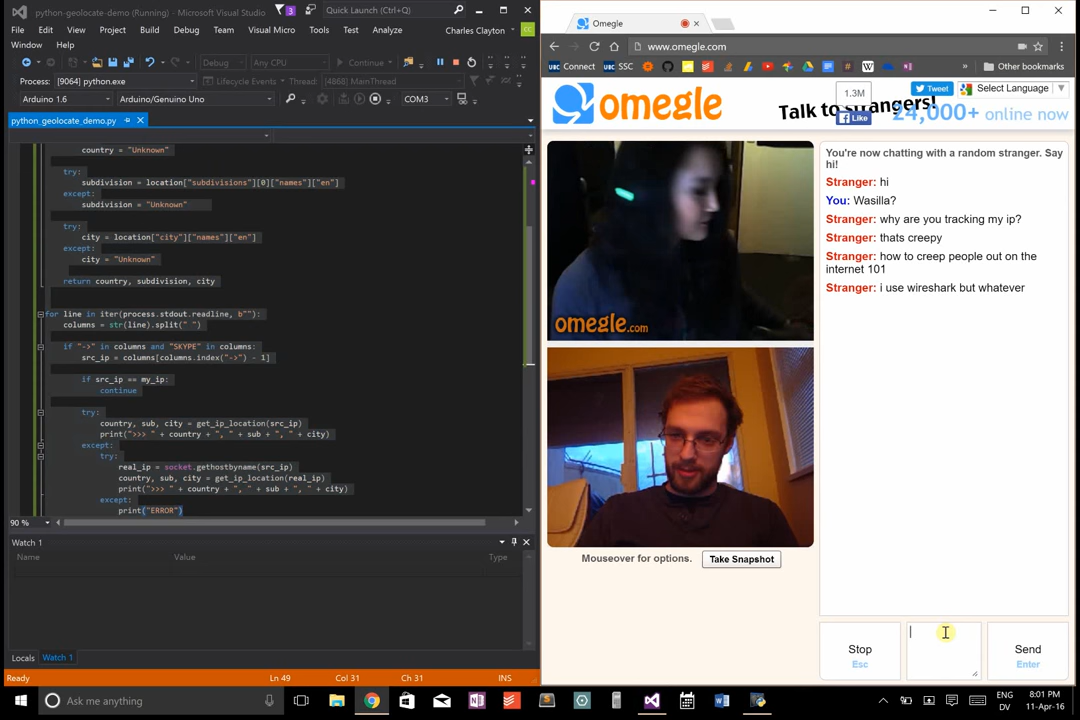 python-geolocate-demo (Running) - Microsoft Visual Studio
3
Quick Launch (Ctrl+Q)
File Edit View Project Build Debug Team Visual Micro Tools Test Analyze
Charles Clayton
CC
Window Help
Debug Any CPU Continue
Process: [9064] python.exe Lifecycle Events Thread: [4868] MainThread
Arduino 1.6 Arduino/Genuino Uno COM3
python_geolocate_demo.py
country = "Unknown"
try:
subdivision = location["subdivisions"][0]["names"]["en"]
except:
subdivision = "Unknown"
try:
city = location["city"]["names"]["en"]
except:
city = "Unknown"
return country, subdivision, city
for line in iter(process.stdout.readline, b""):
columns = str(line).split(" ")
if "->" in columns and "SKYPE" in columns:
src_ip = columns[columns.index("->") - 1]
if src_ip == my_ip:
continue
try:
country, sub, city = get_ip_location(src_ip)
print(">>> " + country + ", " + sub + ", " + city)
except:
try:
real_ip = socket.gethostbyname(src_ip)
country, sub, city = get_ip_location(real_ip)
print(">>> " + country + ", " + sub + ", " + city)
except:
print("ERROR")
90 %
Watch 1
Name Value Type
Locals Watch 1
Ready Ln 49 Col 31 Ch 31 INS
Omegle
www.omegle.com
UBC Connect UBC SSC » Other bookmarks
omegle
Talk to strangers!
1.3M
Like
Tweet
Select Language
24,000+ online now
omegle.com
Mouseover for options. Take Snapshot
You're now chatting with a random stranger. Say
hi!
Stranger: hi
You: Wasilla?
Stranger: why are you tracking my ip?
Stranger: thats creepy
Stranger: how to creep people out on the
internet 101
Stranger: i use wireshark but whatever
Stop
Esc
Send
Enter
Ask me anything
ENG
DV
8:01 PM
11-Apr-16